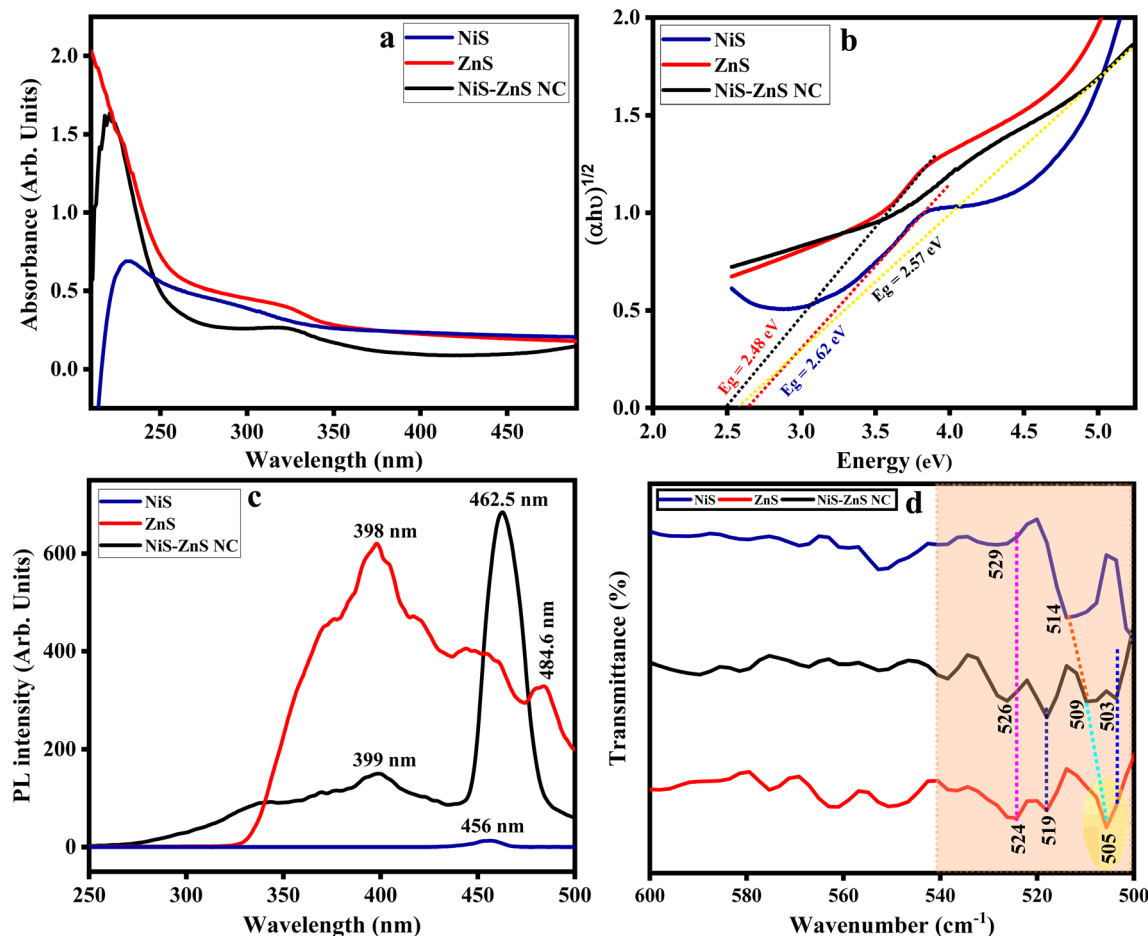 a
NiS
ZnS
NiS-ZnS NC
2.0
1.5
1.0
0.5
0.0
Absorbance (Arb. Units)
250
300
350
400
450
Wavelength (nm)
b
NiS
ZnS
NiS-ZnS NC
2.0
1.5
1.0
0.5
0.0
(αhυ)1/2
Eg = 2.48 eV
Eg = 2.62 eV
Eg = 2.57 eV
2.0
2.5
3.0
3.5
4.0
4.5
5.0
Energy (eV)
c
NiS
ZnS
NiS-ZnS NC
462.5 nm
398 nm
484.6 nm
399 nm
456 nm
600
400
200
0
PL intensity (Arb. Units)
250
300
350
400
450
500
Wavelength (nm)
d
NiS
ZnS
NiS-ZnS NC
529
514
526
509
503
524
519
505
Transmittance (%)
600
580
560
540
520
500
Wavenumber (cm-1)